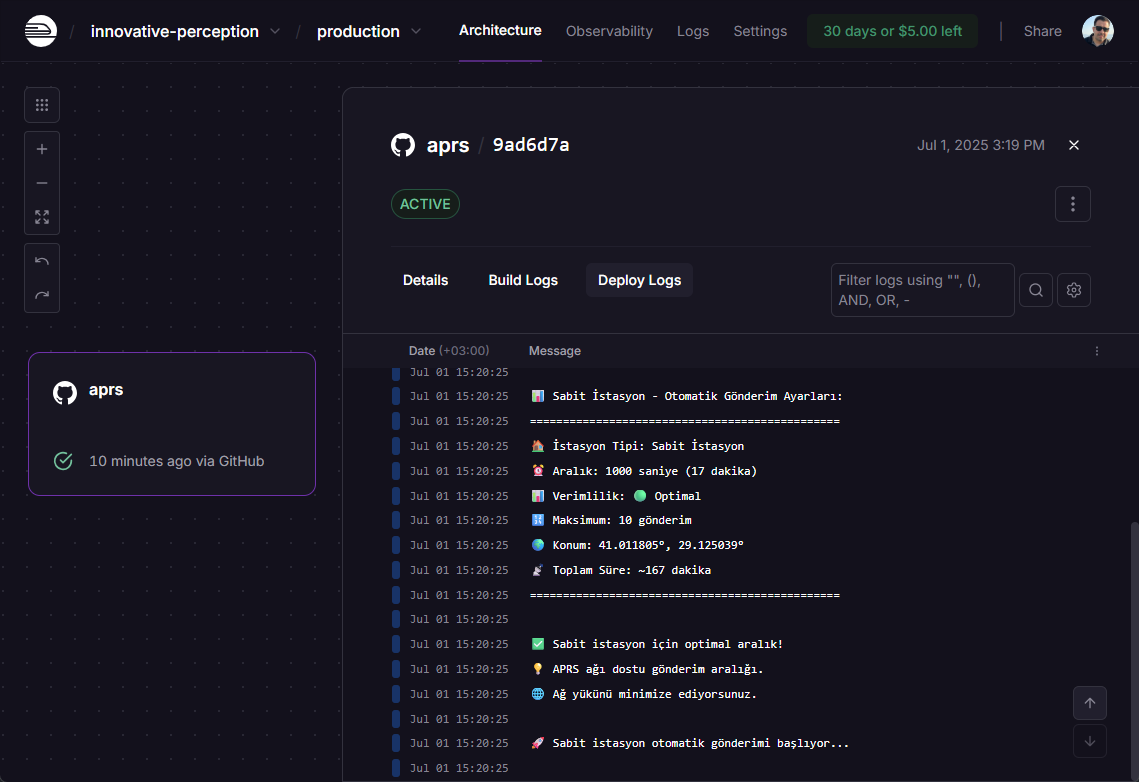 / innovative-perception / production Architecture Observability Logs Settings 30 days or $5.00 left | Share
aprs / 9ad6d7a Jul 1, 2025 3:19 PM
ACTIVE
Details Build Logs Deploy Logs
Filter logs using "", (),
AND, OR, -
Date (+03:00) Message
Jul 01 15:20:25
Jul 01 15:20:25 📊 Sabit İstasyon - Otomatik Gönderim Ayarları:
Jul 01 15:20:25 ===============================================
Jul 01 15:20:25 🏠 İstasyon Tipi: Sabit İstasyon
Jul 01 15:20:25 ⏰ Aralık: 1000 saniye (17 dakika)
Jul 01 15:20:25 📊 Verimlilik: 🟢 Optimal
Jul 01 15:20:25 🔢 Maksimum: 10 gönderim
Jul 01 15:20:25 🌍 Konum: 41.011805°, 29.125039°
Jul 01 15:20:25 📡 Toplam Süre: ~167 dakika
Jul 01 15:20:25 ===============================================
Jul 01 15:20:25
Jul 01 15:20:25 ✅ Sabit istasyon için optimal aralık!
Jul 01 15:20:25 💡 APRS ağı dostu gönderim aralığı.
Jul 01 15:20:25 🌐 Ağ yükünü minimize ediyorsunuz.
Jul 01 15:20:25
Jul 01 15:20:25 🚀 Sabit istasyon otomatik gönderimi başlıyor...
Jul 01 15:20:25
aprs
10 minutes ago via GitHub